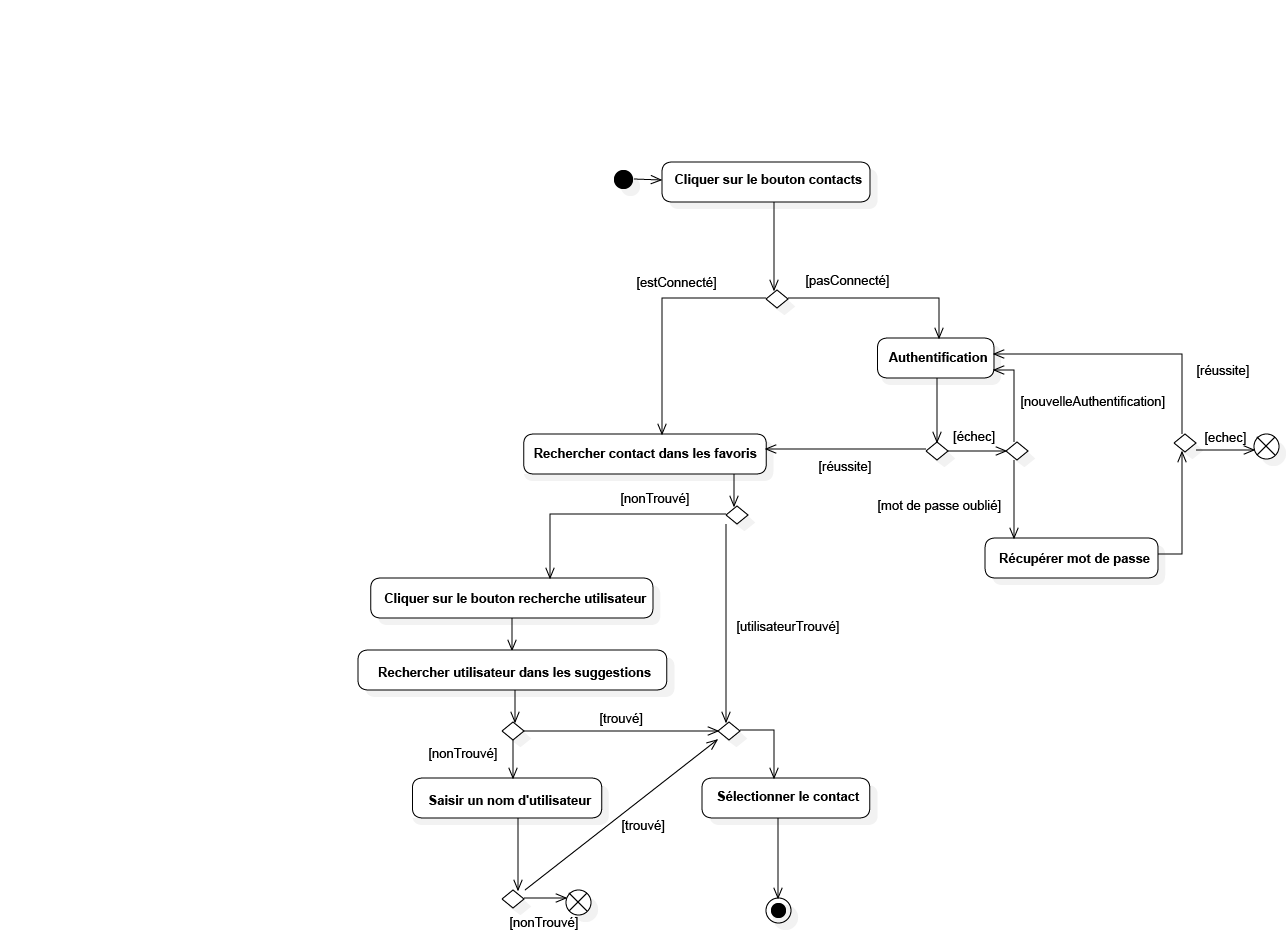 Cliquer sur le bouton contacts
[estConnecté]
[pasConnecté]
Authentification
[réussite]
[nouvelleAuthentification]
[échec]
[echec]
Rechercher contact dans les favoris
[réussite]
[nonTrouvé]
[mot de passe oublié]
Récupérer mot de passe
Cliquer sur le bouton recherche utilisateur
[utilisateurTrouvé]
Rechercher utilisateur dans les suggestions
[trouvé]
[nonTrouvé]
Saisir un nom d'utilisateur
Sélectionner le contact
[trouvé]
[nonTrouvé]